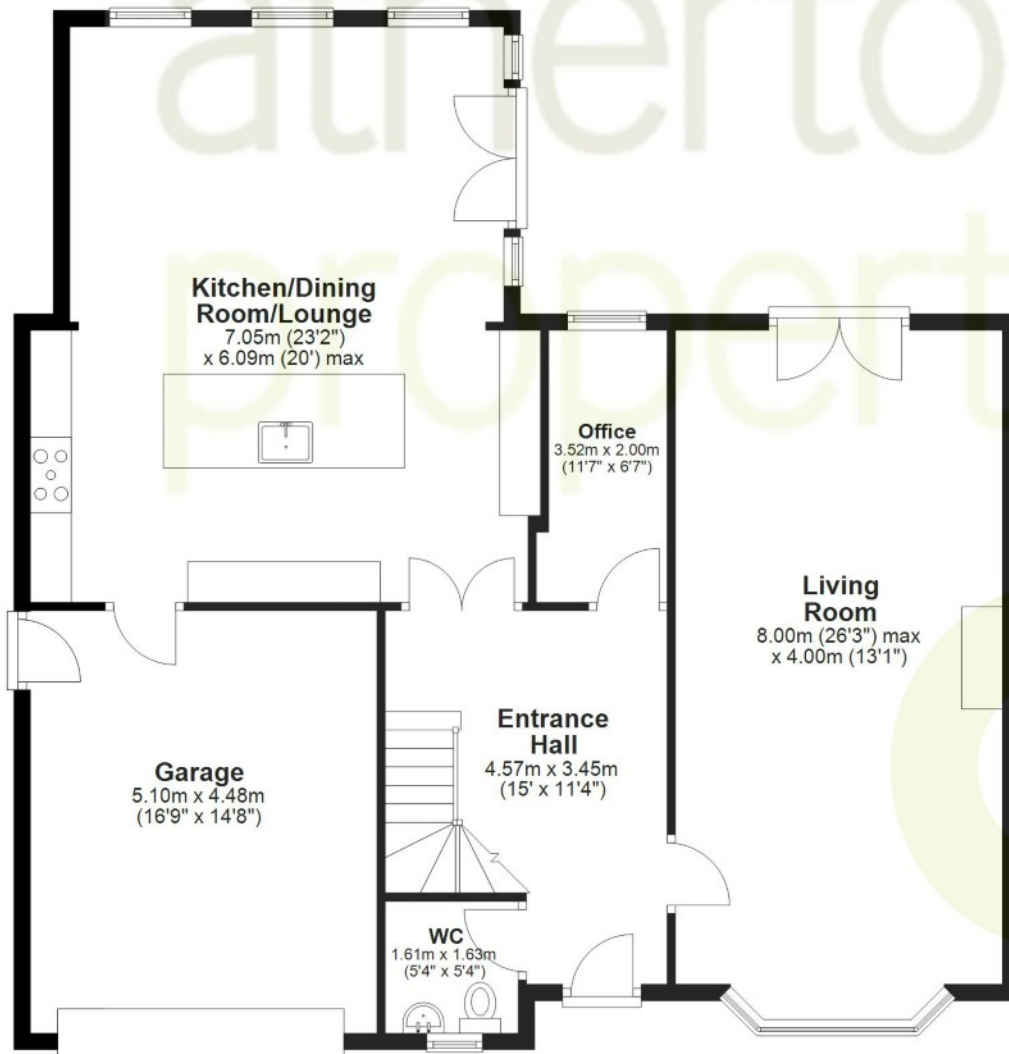 atherto
propert
Kitchen/Dining
Room/Lounge
7.05m (23'2")
x 6.09m (20') max
Office
3.52m x 2.00m
(11'7" x 6'7")
Living
Room
8.00m (26'3") max
x 4.00m (13'1")
Entrance
Hall
4.57m x 3.45m
(15' x 11'4")
Garage
5.10m x 4.48m
(16'9" x 14'8")
WC
1.61m x 1.63m
(5'4" x 5'4")